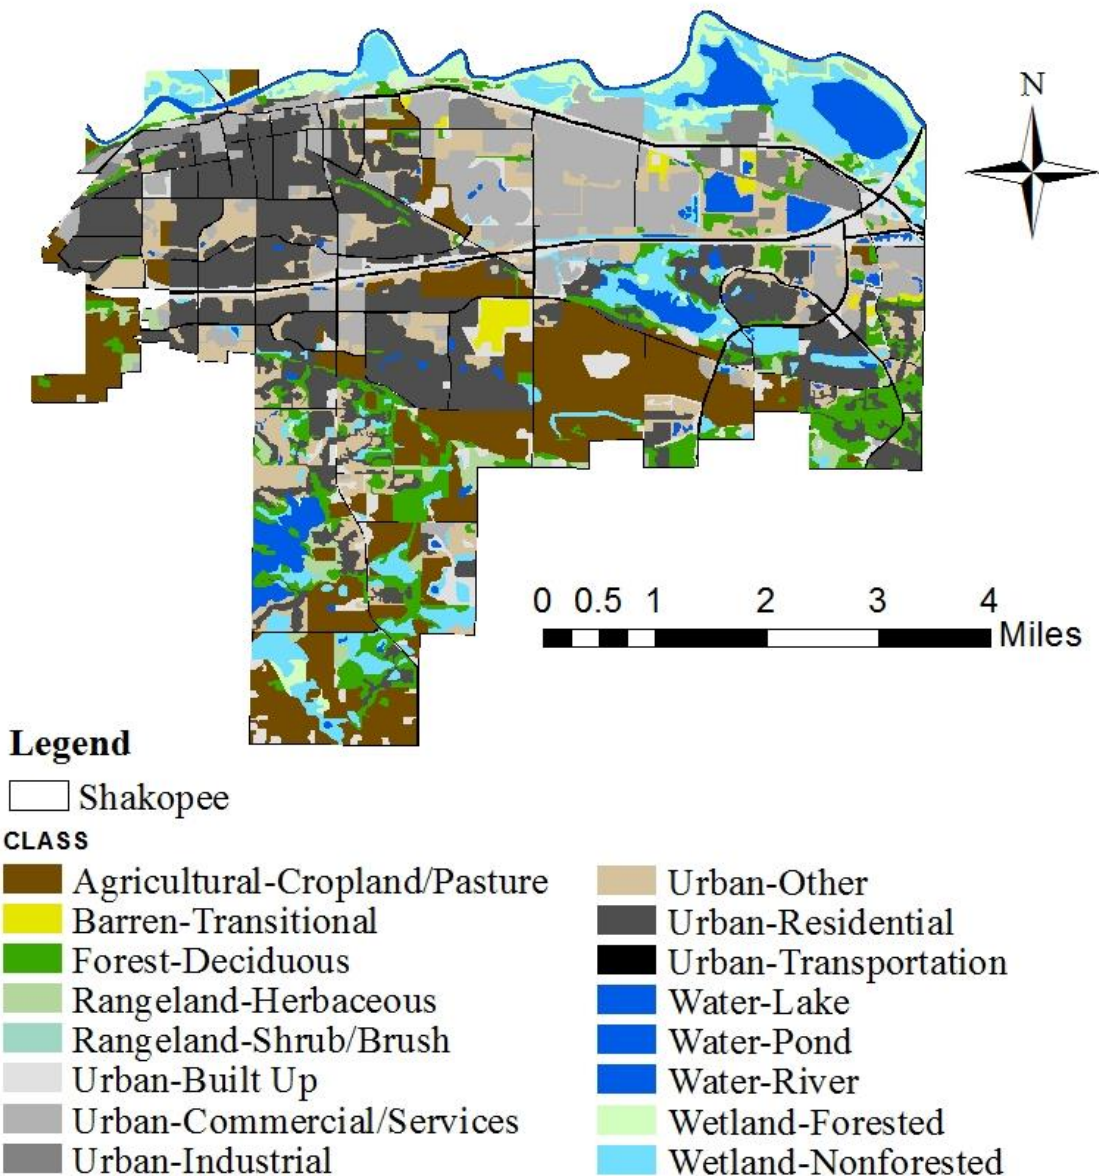 N
0 0.5 1 2 3 4
Miles
Legend
Shakopee
CLASS
Agricultural-Cropland/Pasture
Barren-Transitional
Forest-Deciduous
Rangeland-Herbaceous
Rangeland-Shrub/Brush
Urban-Built Up
Urban-Commercial/Services
Urban-Industrial
Urban-Other
Urban-Residential
Urban-Transportation
Water-Lake
Water-Pond
Water-River
Wetland-Forested
Wetland-Nonforested